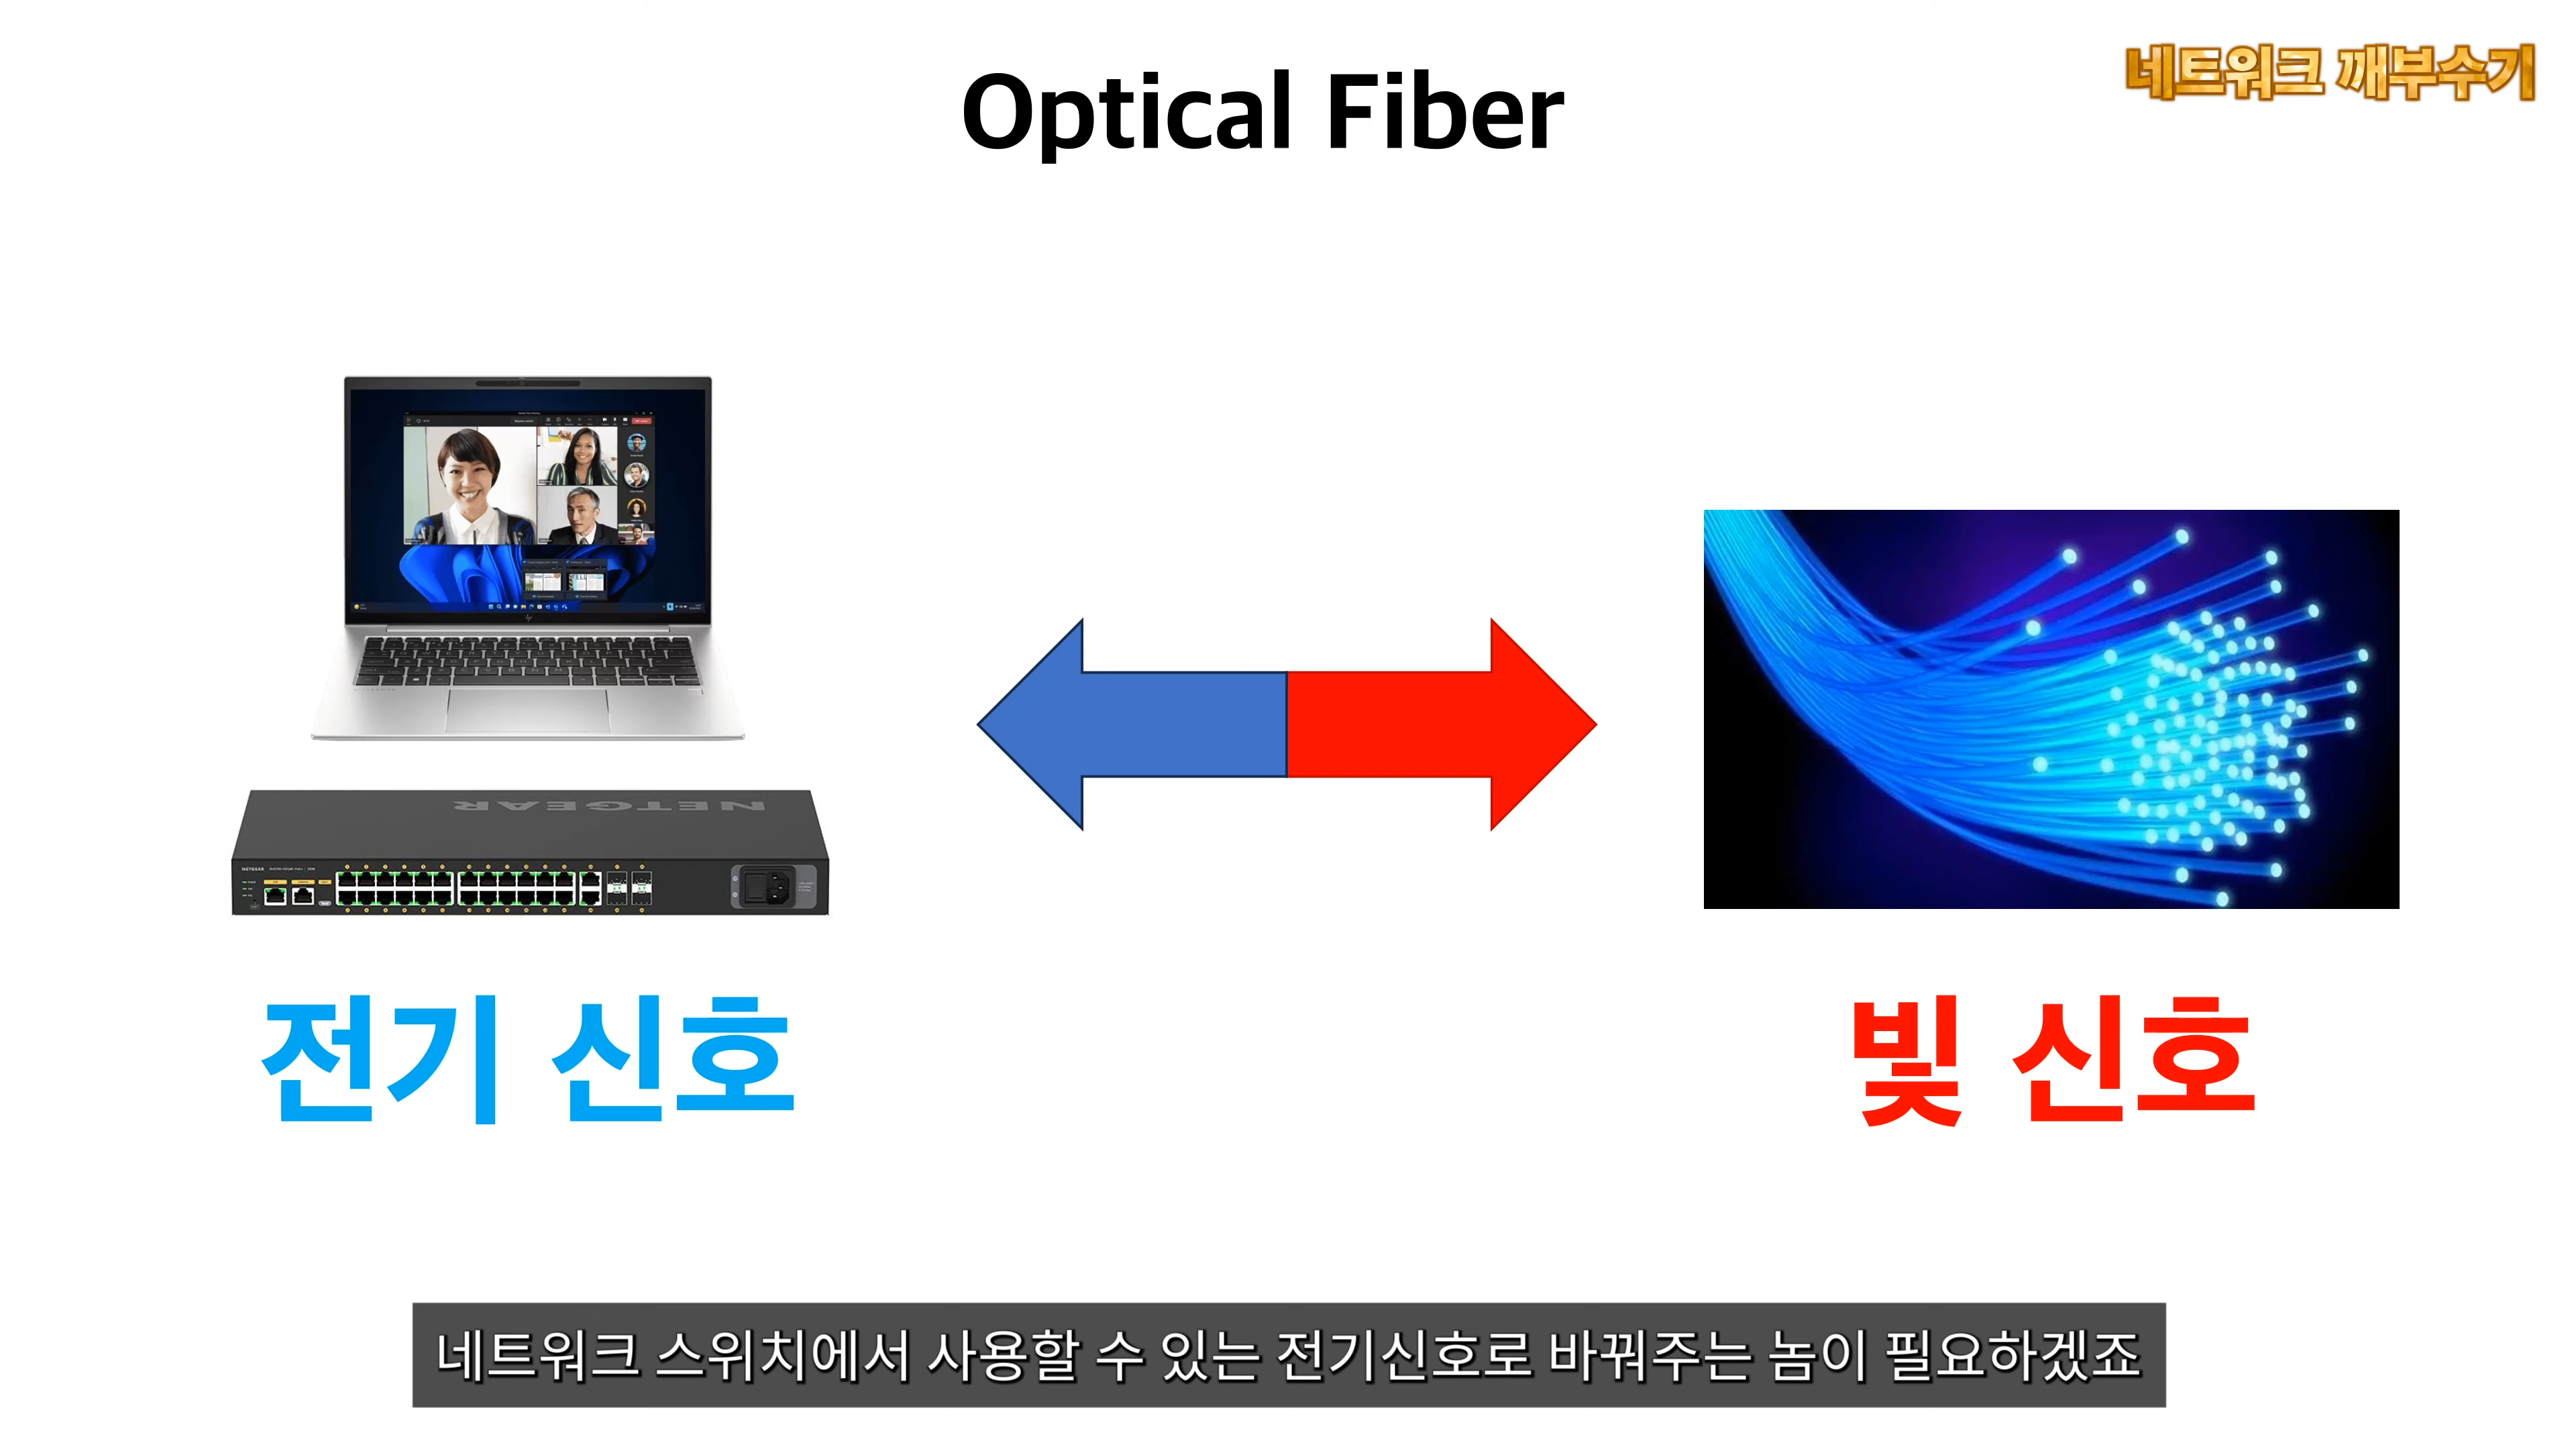 네트워크 깨부수기
Optical Fiber
NETGEAR
NETGEAR
전기 신호
빛 신호
네트워크 스위치에서 사용할 수 있는 전기신호로 바꿔주는 놈이 필요하겠죠